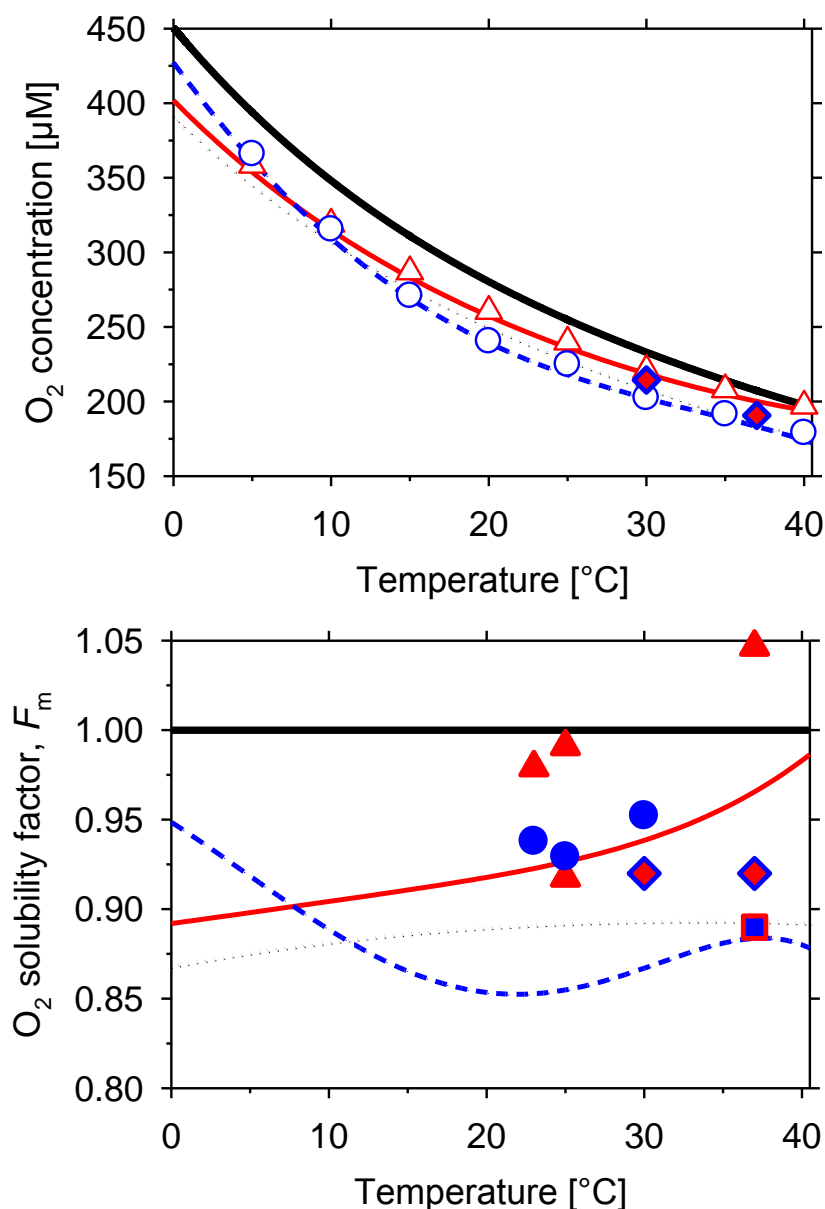 450
400
350
300
250
200
150
O₂ concentration [µM]
0 10 20 30 40
Temperature [°C]
1.05
1.00
0.95
0.90
0.85
0.80
O₂ solubility factor, Fₘ
0 10 20 30 40
Temperature [°C]